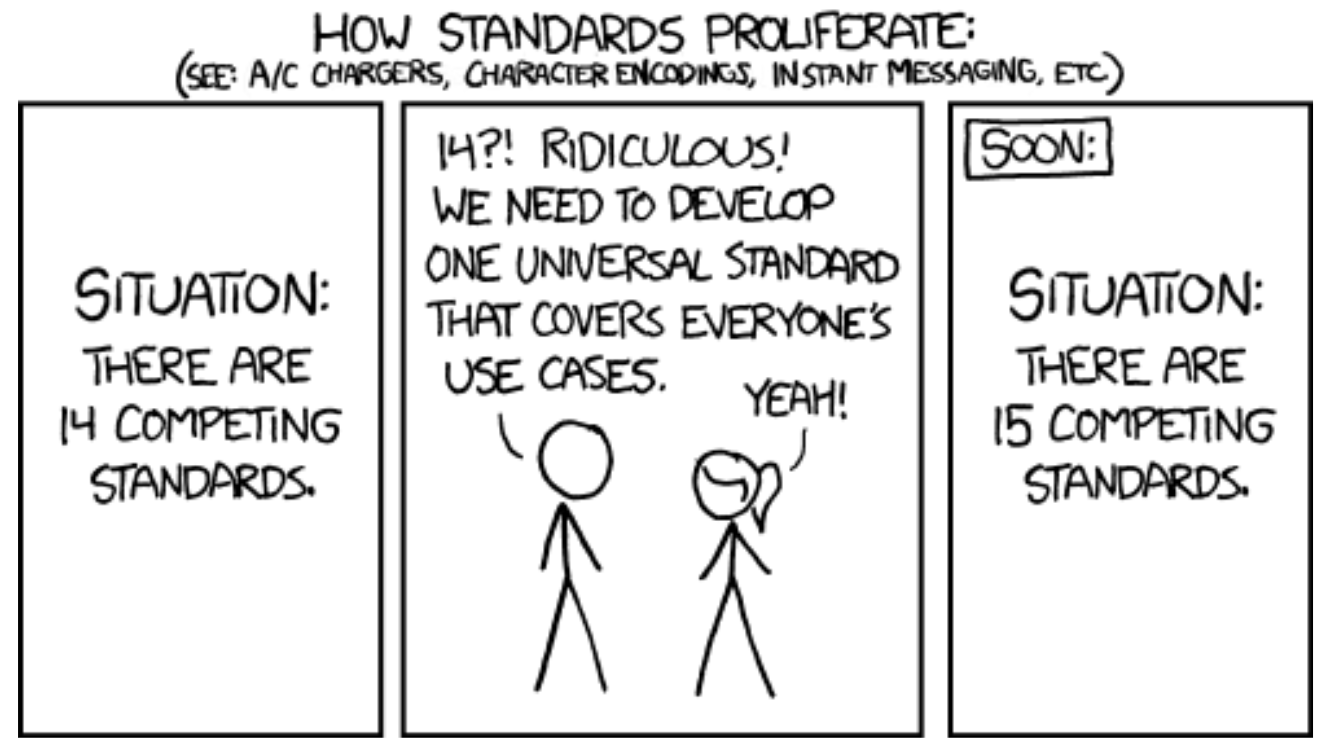 HOW STANDARDS PROLIFERATE:
(SEE: A/C CHARGERS, CHARACTER ENCODINGS, INSTANT MESSAGING, ETC)
SITUATION:
THERE ARE
14 COMPETING
STANDARDS.
14?! RIDICULOUS!
WE NEED TO DEVELOP
ONE UNIVERSAL STANDARD
THAT COVERS EVERYONE'S
USE CASES.
YEAH!
SOON:
SITUATION:
THERE ARE
15 COMPETING
STANDARDS.